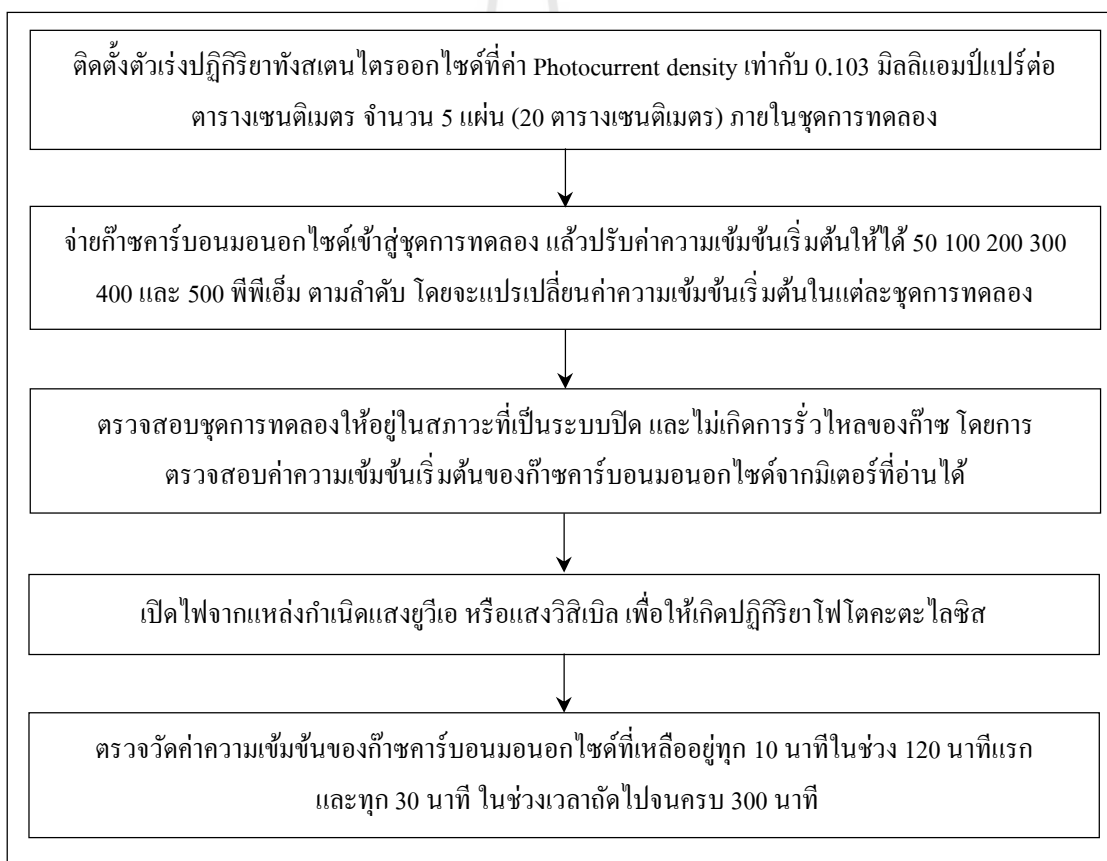 ติดตั้งตัวเร่งปฏิกิริยาทังสเตนไตรออกไซด์ที่ค่า Photocurrent density เท่ากับ 0.103 มิลลิแอมป์แปร์ต่อ
ตารางเซนติเมตร จำนวน 5 แผ่น (20 ตารางเซนติเมตร) ภายในชุดการทดลอง
จ่ายก๊าซคาร์บอนมอนอกไซด์เข้าสู่ชุดการทดลอง แล้วปรับค่าความเข้มข้นเริ่มต้นให้ได้ 50 100 200 300
400 และ 500 พีพีเอ็ม ตามลำดับ โดยจะแปรเปลี่ยนค่าความเข้มข้นเริ่มต้นในแต่ละชุดการทดลอง
ตรวจสอบชุดการทดลองให้อยู่ในสภาวะที่เป็นระบบปิด และไม่เกิดการรั่วไหลของก๊าซ โดยการ
ตรวจสอบค่าความเข้มข้นเริ่มต้นของก๊าซคาร์บอนมอนอกไซด์จากมิเตอร์ที่อ่านได้
เปิดไฟจากแหล่งกำเนิดแสงยูวีเอ หรือแสงวิสิเบิล เพื่อให้เกิดปฏิกิริยาโฟโตคะตะไลซิส
ตรวจวัดค่าความเข้มข้นของก๊าซคาร์บอนมอนอกไซด์ที่เหลืออยู่ทุก 10 นาทีในช่วง 120 นาทีแรก
และทุก 30 นาที ในช่วงเวลาถัดไปจนครบ 300 นาที